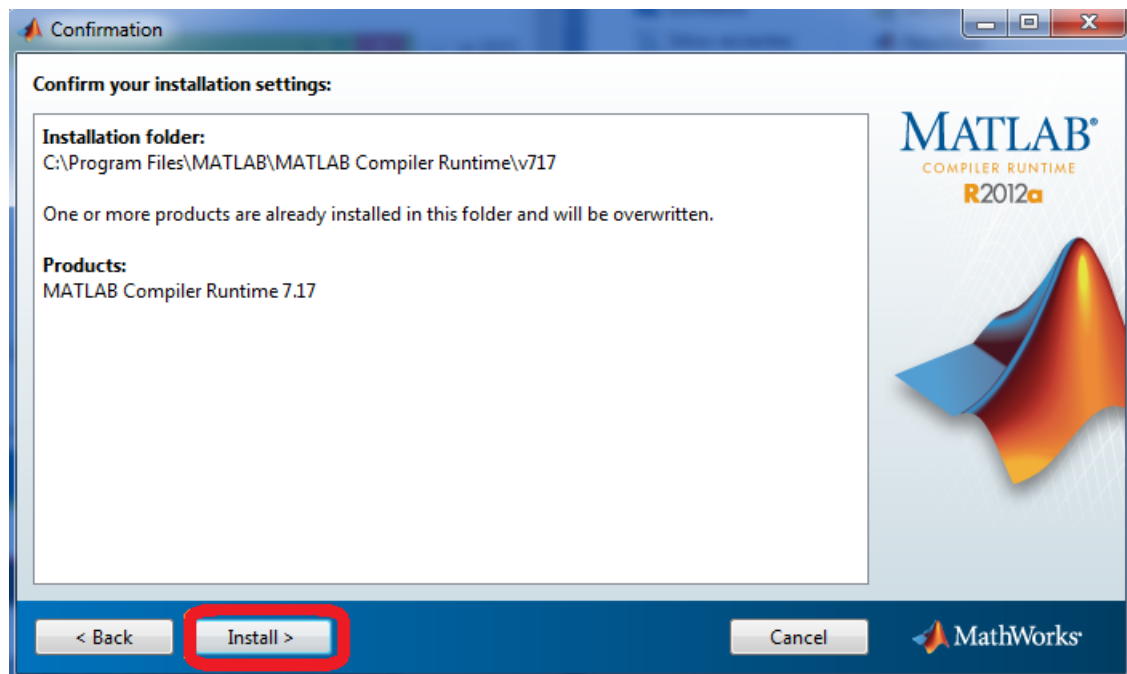 Confirmation
Confirm your installation settings:
Installation folder:
C:\Program Files\MATLAB\MATLAB Compiler Runtime\v717
One or more products are already installed in this folder and will be overwritten.
Products:
MATLAB Compiler Runtime 7.17
MATLAB®
COMPILER RUNTIME
R2012a
< Back
Install >
Cancel
MathWorks®